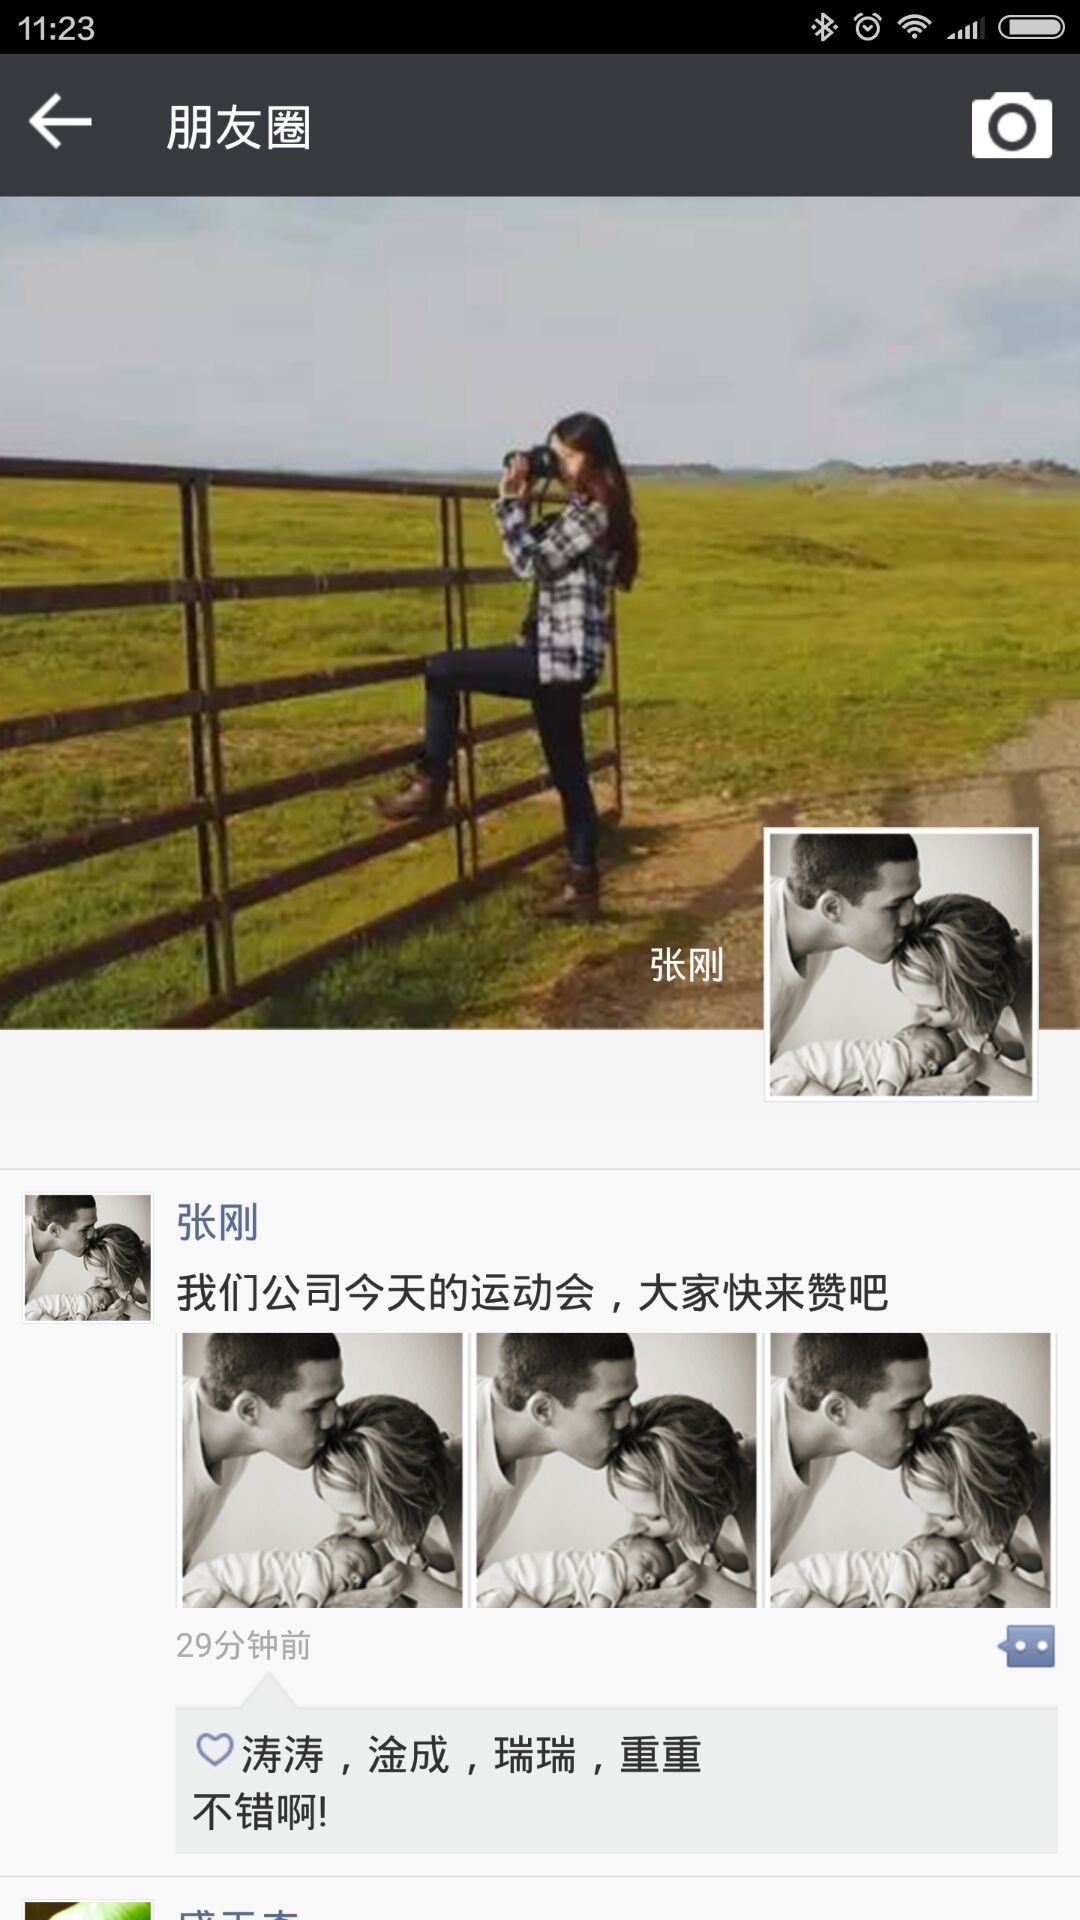 11:23
朋友圈
张刚
张刚
我们公司今天的运动会，大家快来赞吧
29分钟前
涛涛，淦成，瑞瑞，重重
不错啊!